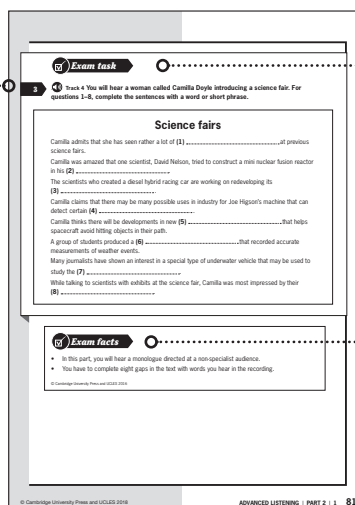 Exam task
3 Track 4 You will hear a woman called Camilla Doyle introducing a science fair. For
questions 1–8, complete the sentences with a word or short phrase.
Science fairs
Camilla admits that she has seen rather a lot of (1) ........................................ at previous
science fairs.
Camilla was amazed that one scientist, David Nelson, tried to construct a mini nuclear fusion reactor
in his (2) ........................................
The scientists who created a diesel hybrid racing car are working on redeveloping its
(3) ........................................
Camilla claims that there may be many possible uses in industry for Joe Higson's machine that can
detect certain (4) ........................................
Camilla thinks there will be developments in new (5) ........................................ that helps
spacecraft avoid hitting objects in their path.
A group of students produced a (6) ........................................ that recorded accurate
measurements of weather events.
Many journalists have shown an interest in a special type of underwater vehicle that may be used to
study the (7) ........................................
While talking to scientists with exhibits at the science fair, Camilla was most impressed by their
(8) ........................................
Exam facts
• In this part, you will hear a monologue directed at a non-specialist audience.
• You have to complete eight gaps in the text with words you hear in the recording.
© Cambridge University Press and UCLES 2018
© Cambridge University Press and UCLES 2018
ADVANCED LISTENING | PART 2 | 1 81